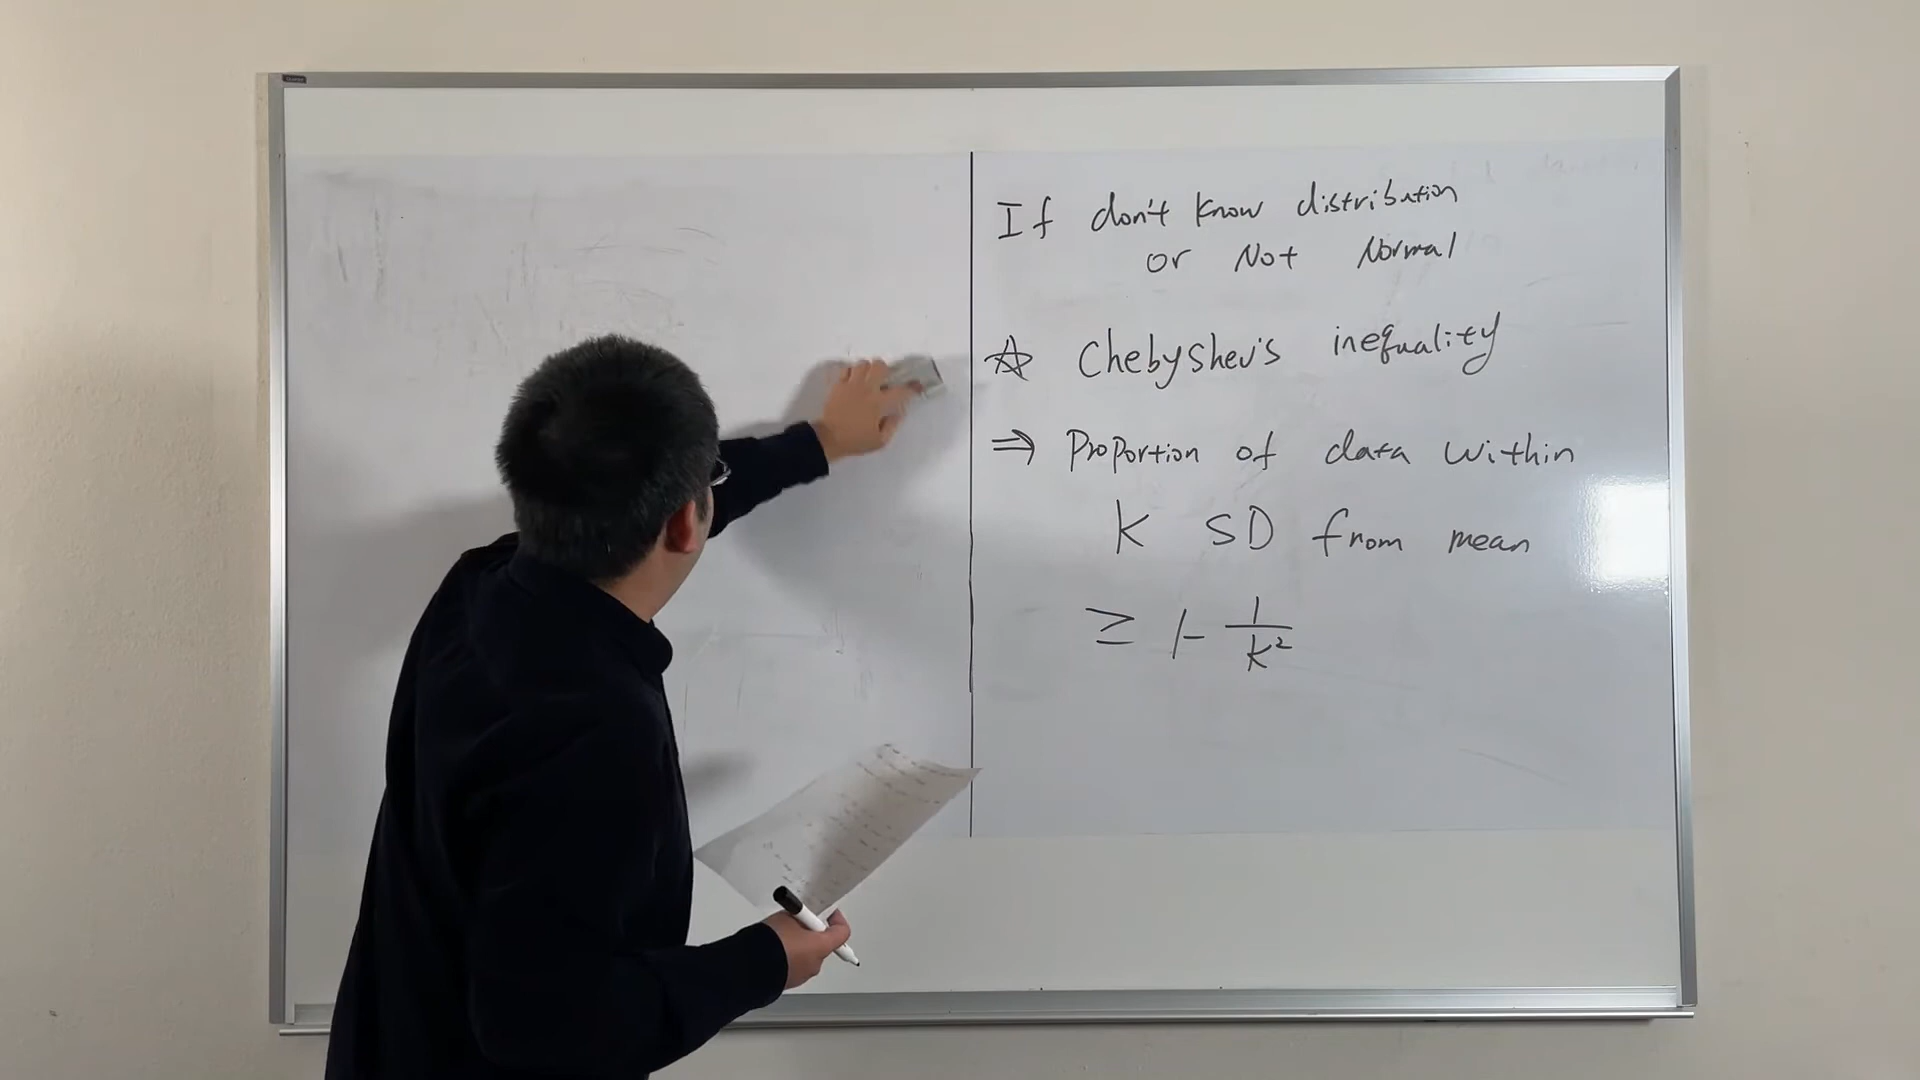 If don't know distribution
or Not Normal
☆ Chebyshev's inequality
⇒ Proportion of data within
K SD from mean
≥ 1 - 1/k²